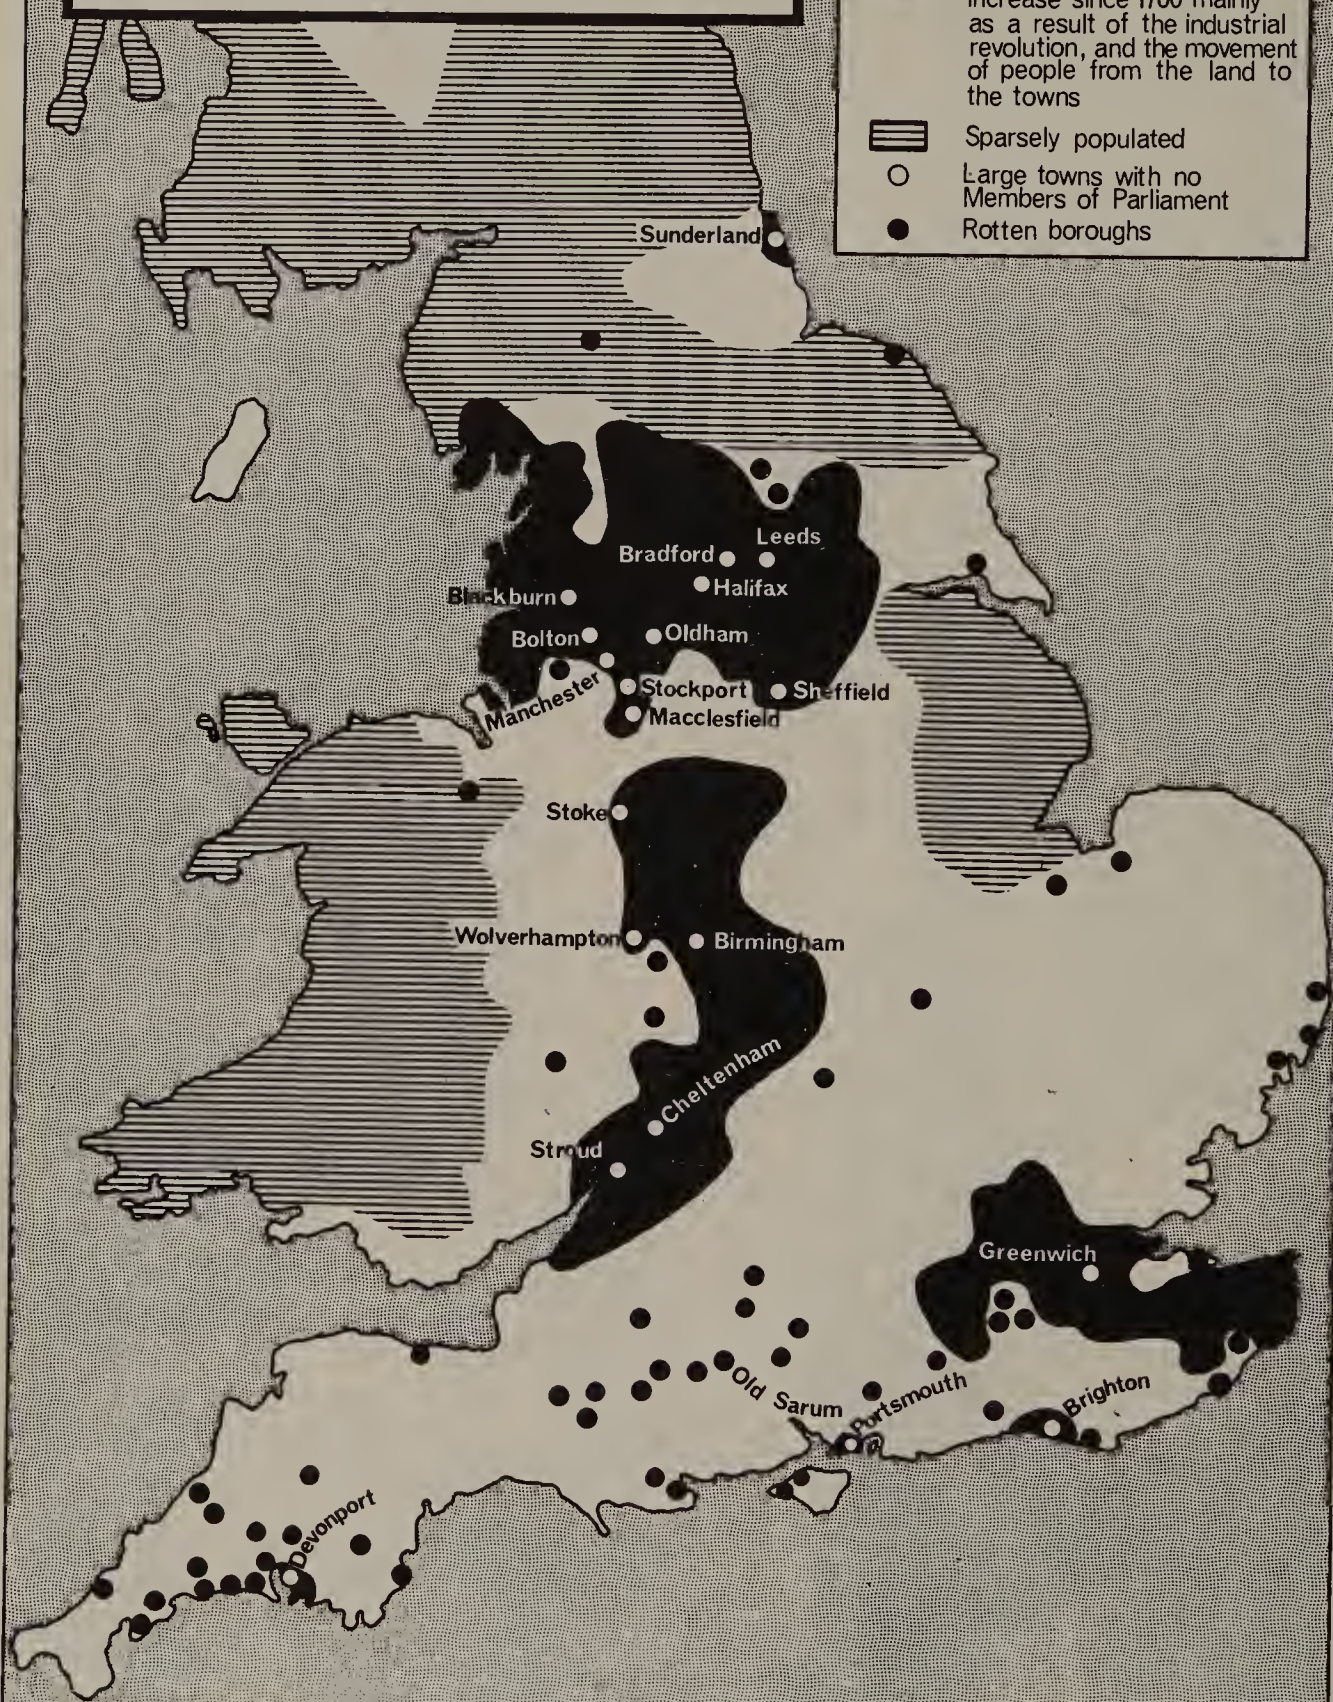 increase since 1700 mainly
as a result of the industrial
revolution, and the movement
of people from the land to
the towns
Sparsely populated
Large towns with no
Members of Parliament
Rotten boroughs
Sunderland
Leeds
Bradford
Halifax
Blackburn
Bolton
Oldham
Manchester
Stockport
Sheffield
Macclesfield
Stoke
Wolverhampton
Birmingham
Cheltenham
Stroud
Greenwich
Old Sarum
Portsmouth
Brighton
Devonport